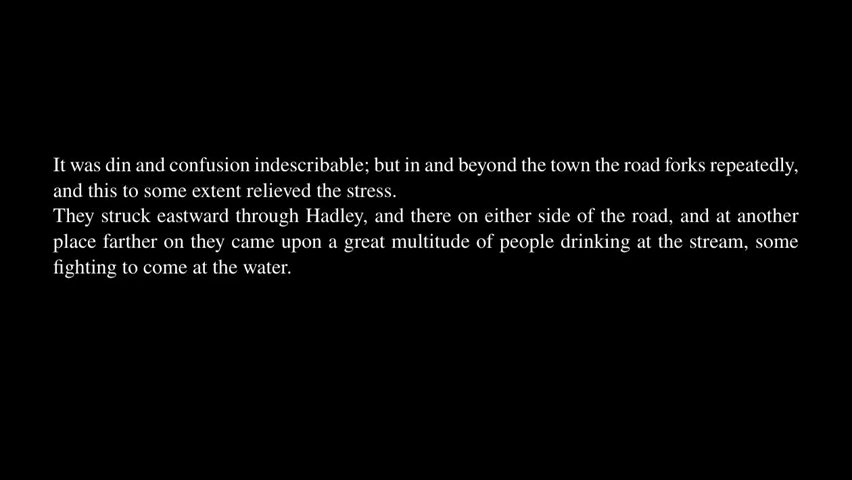 It was din and confusion indescribable; but in and beyond the town the road forks repeatedly,
and this to some extent relieved the stress.
They struck eastward through Hadley, and there on either side of the road, and at another
place farther on they came upon a great multitude of people drinking at the stream, some
fighting to come at the water.